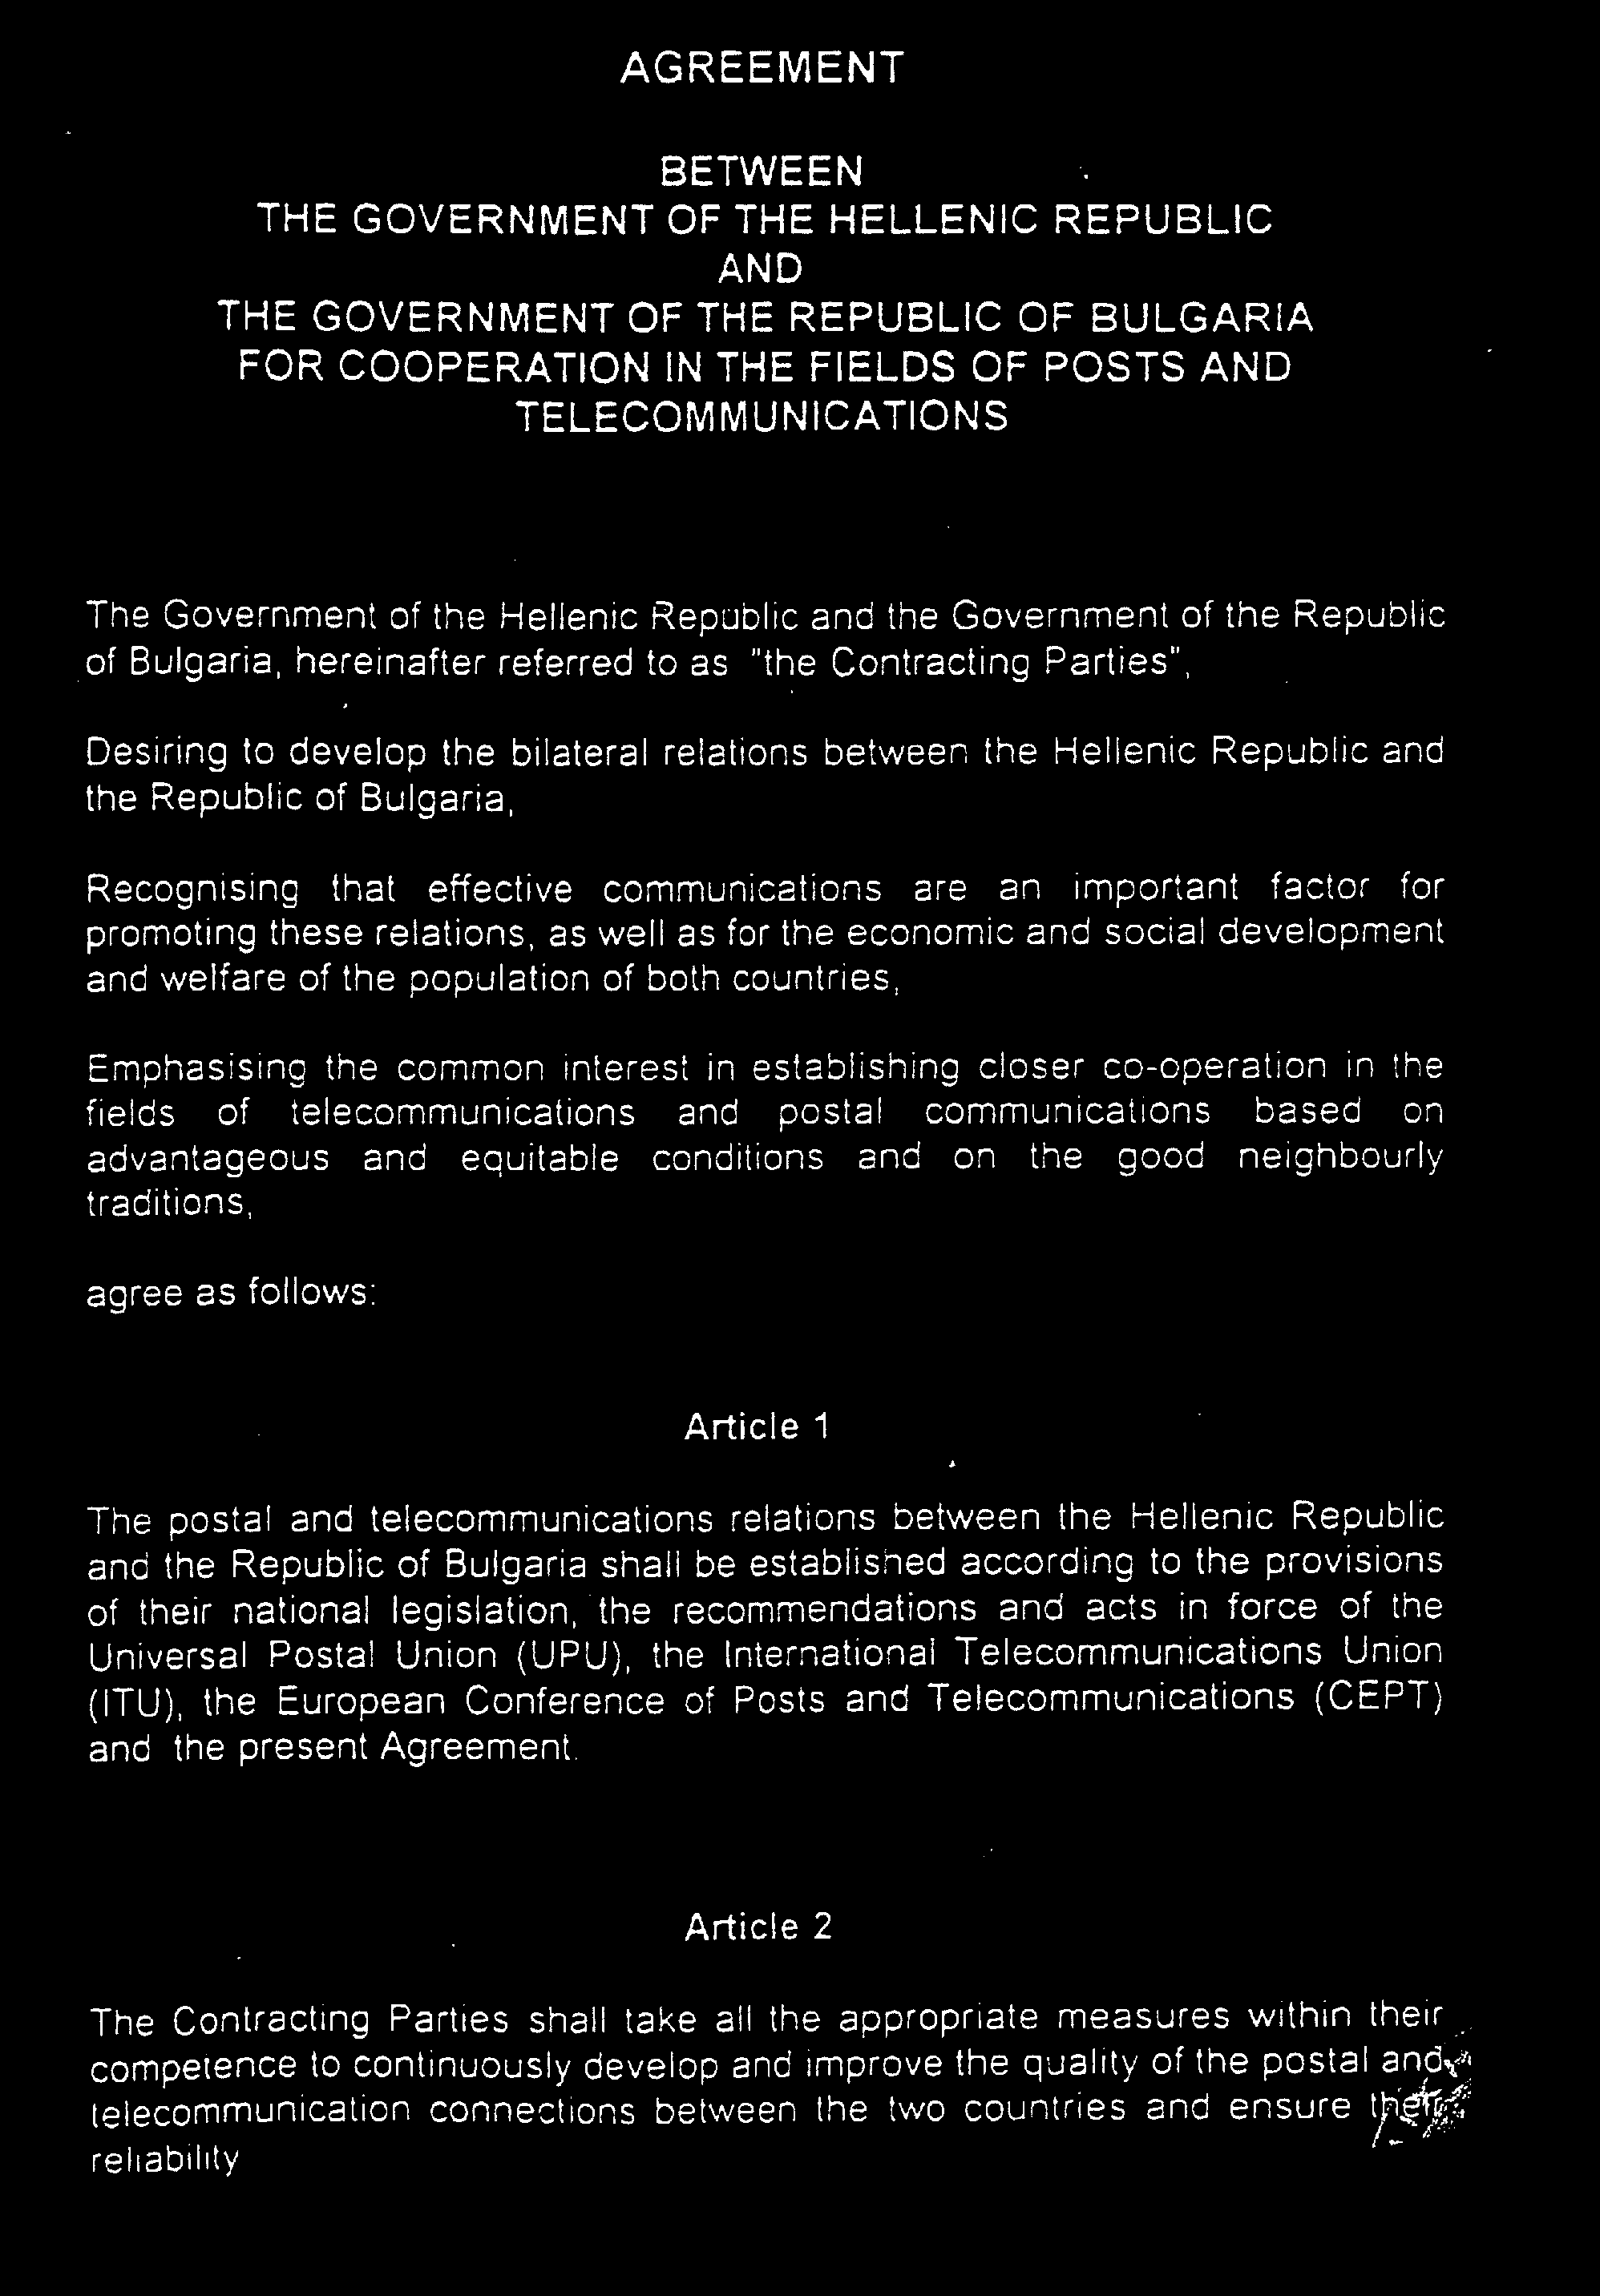 AGREEMENT
BETWEEN
THE GOVERNMENT OF THE HELLENIC REPUBLIC
AND
THE GOVERNMENT OF THE REPUBLIC OF BULGARIA
FOR COOPERATION IN THE FIELDS OF POSTS AND
TELECOMMUNICATIONS
The Government of the Hellenic Republic and the Government of the Republic
of Bulgaria, hereinafter referred to as "the Contracting Parties",
Desiring to develop the bilateral relations between the Hellenic Republic and
the Republic of Bulgaria,
Recognising that effective communications are an important factor for
promoting these relations, as well as for the economic and social development
and welfare of the population of both countries,
Emphasising the common interest in establishing closer co-operation in the
fields of telecommunications and postal communications based on
advantageous and equitable conditions and on the good neighbourly
traditions,
agree as follows:
Article 1
The postal and telecommunications relations between the Hellenic Republic
and the Republic of Bulgaria shall be established according to the provisions
of their national legislation, the recommendations and acts in force of the
Universal Postal Union (UPU), the International Telecommunications Union
(ITU), the European Conference of Posts and Telecommunications (CEPT)
and the present Agreement.
Article 2
The Contracting Parties shall take all the appropriate measures within their
competence to continuously develop and improve the quality of the postal and
telecommunication connections between the two countries and ensure their
reliability